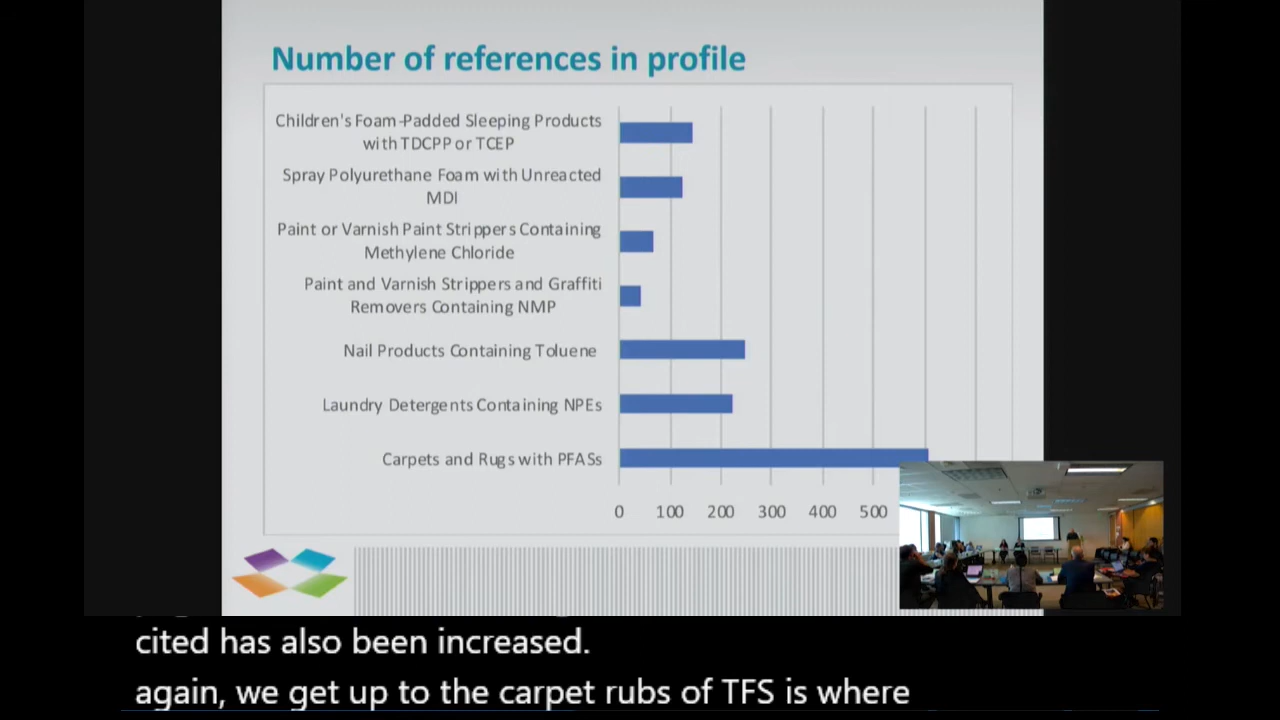 Number of references in profile
Children's Foam-Padded Sleeping Products
with TDCPP or TCEP
Spray Polyurethane Foam with Unreacted
MDI
Paint or Varnish Paint Strippers Containing
Methylene Chloride
Paint and Varnish Strippers and Graffiti
Removers Containing NMP
Nail Products Containing Toluene
Laundry Detergents Containing NPEs
Carpets and Rugs with PFASs
0 100 200 300 400 500
cited has also been increased.
again, we get up to the carpet rubs of TFS is where